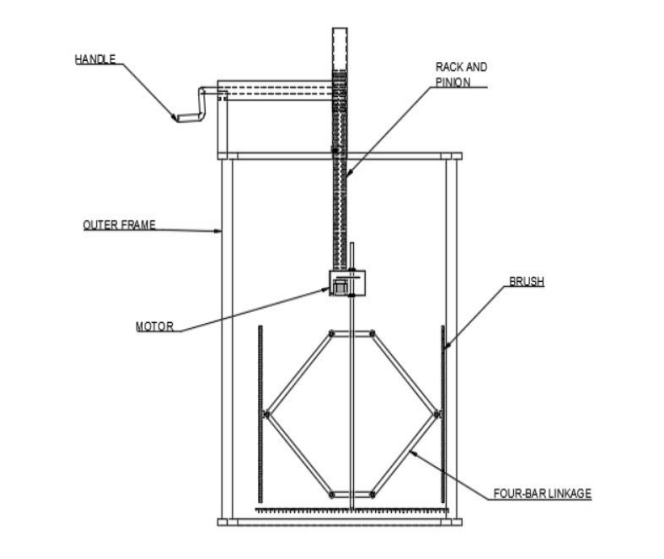 HANDLE
RACK AND
PINION
OUTER FRAME
BRUSH
MOTOR
FOUR-BAR LINKAGE